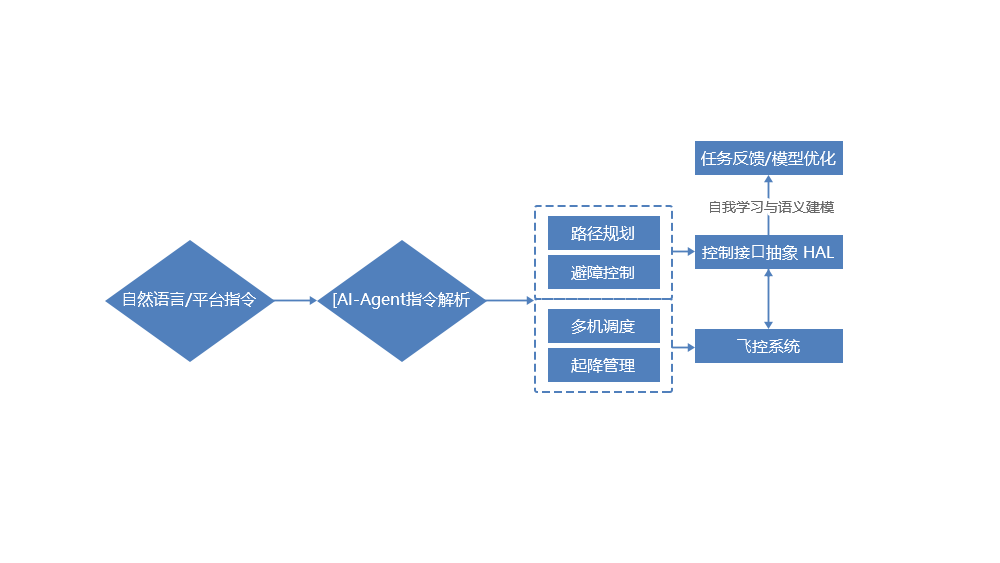 自然语言/平台指令
[AI-Agent指令解析
路径规划
避障控制
多机调度
起降管理
任务反馈/模型优化
自我学习与语义建模
控制接口抽象 HAL
飞控系统